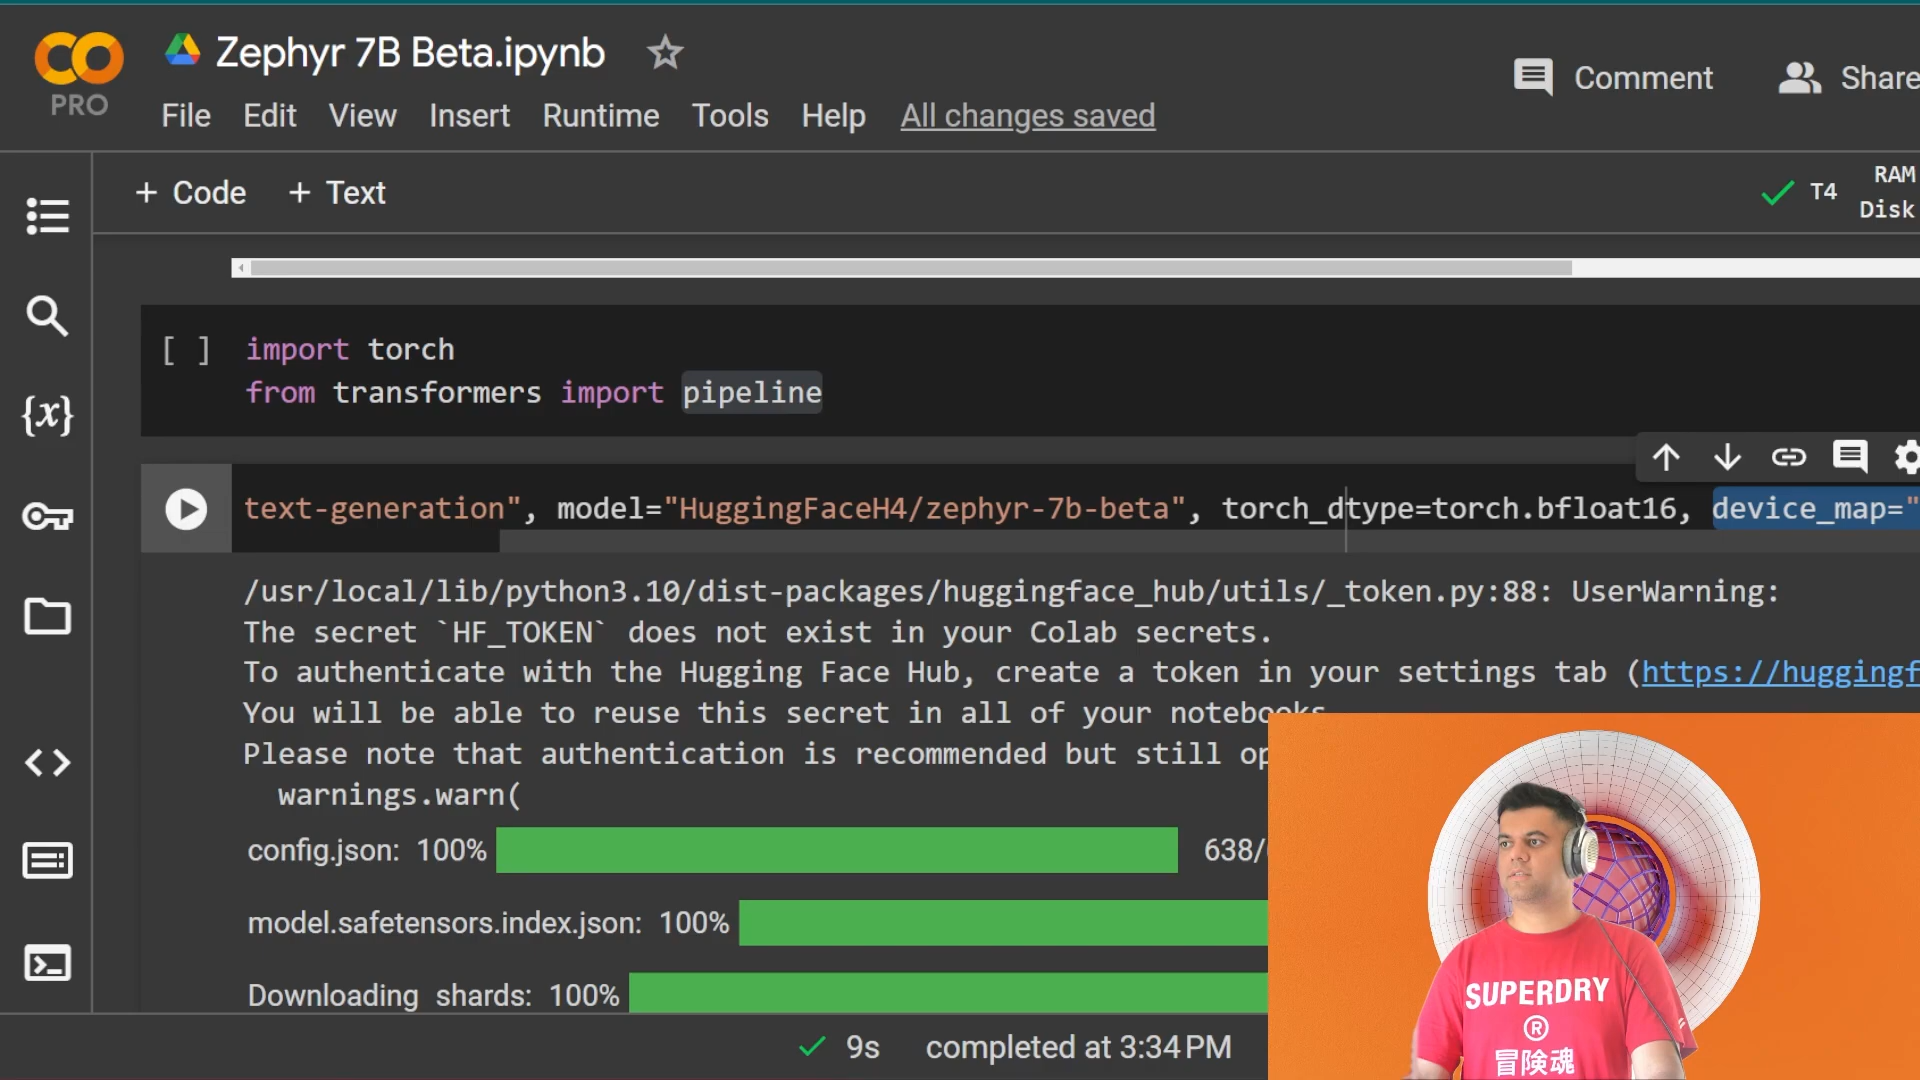 PRO
Zephyr 7B Beta.ipynb
File Edit View Insert Runtime Tools Help All changes saved
Comment Share
+ Code + Text
T4 RAM Disk
[ ] import torch
from transformers import pipeline
text-generation", model="HuggingFaceH4/zephyr-7b-beta", torch_dtype=torch.bfloat16, device_map="
/usr/local/lib/python3.10/dist-packages/huggingface_hub/utils/_token.py:88: UserWarning:
The secret `HF_TOKEN` does not exist in your Colab secrets.
To authenticate with the Hugging Face Hub, create a token in your settings tab (https://huggingf
You will be able to reuse this secret in all of your notebooks
Please note that authentication is recommended but still op
warnings.warn(
config.json: 100% 638/
model.safetensors.index.json: 100%
Downloading shards: 100%
9s completed at 3:34 PM
SUPERDRY
®
冒険魂